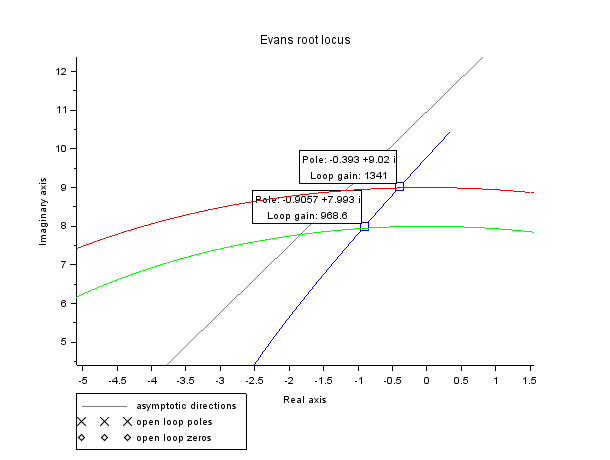 Evans root locus
12
11
10
9
8
7
6
5
Imaginary axis
Pole: -0.393 +9.02 i
Loop gain: 1341
Pole: -0.9057 +7.993 i
Loop gain: 968.6
-5 -4.5 -4 -3.5 -3 -2.5 -2 -1.5 -1 -0.5 0 0.5 1 1.5
Real axis
asymptotic directions
open loop poles
open loop zeros